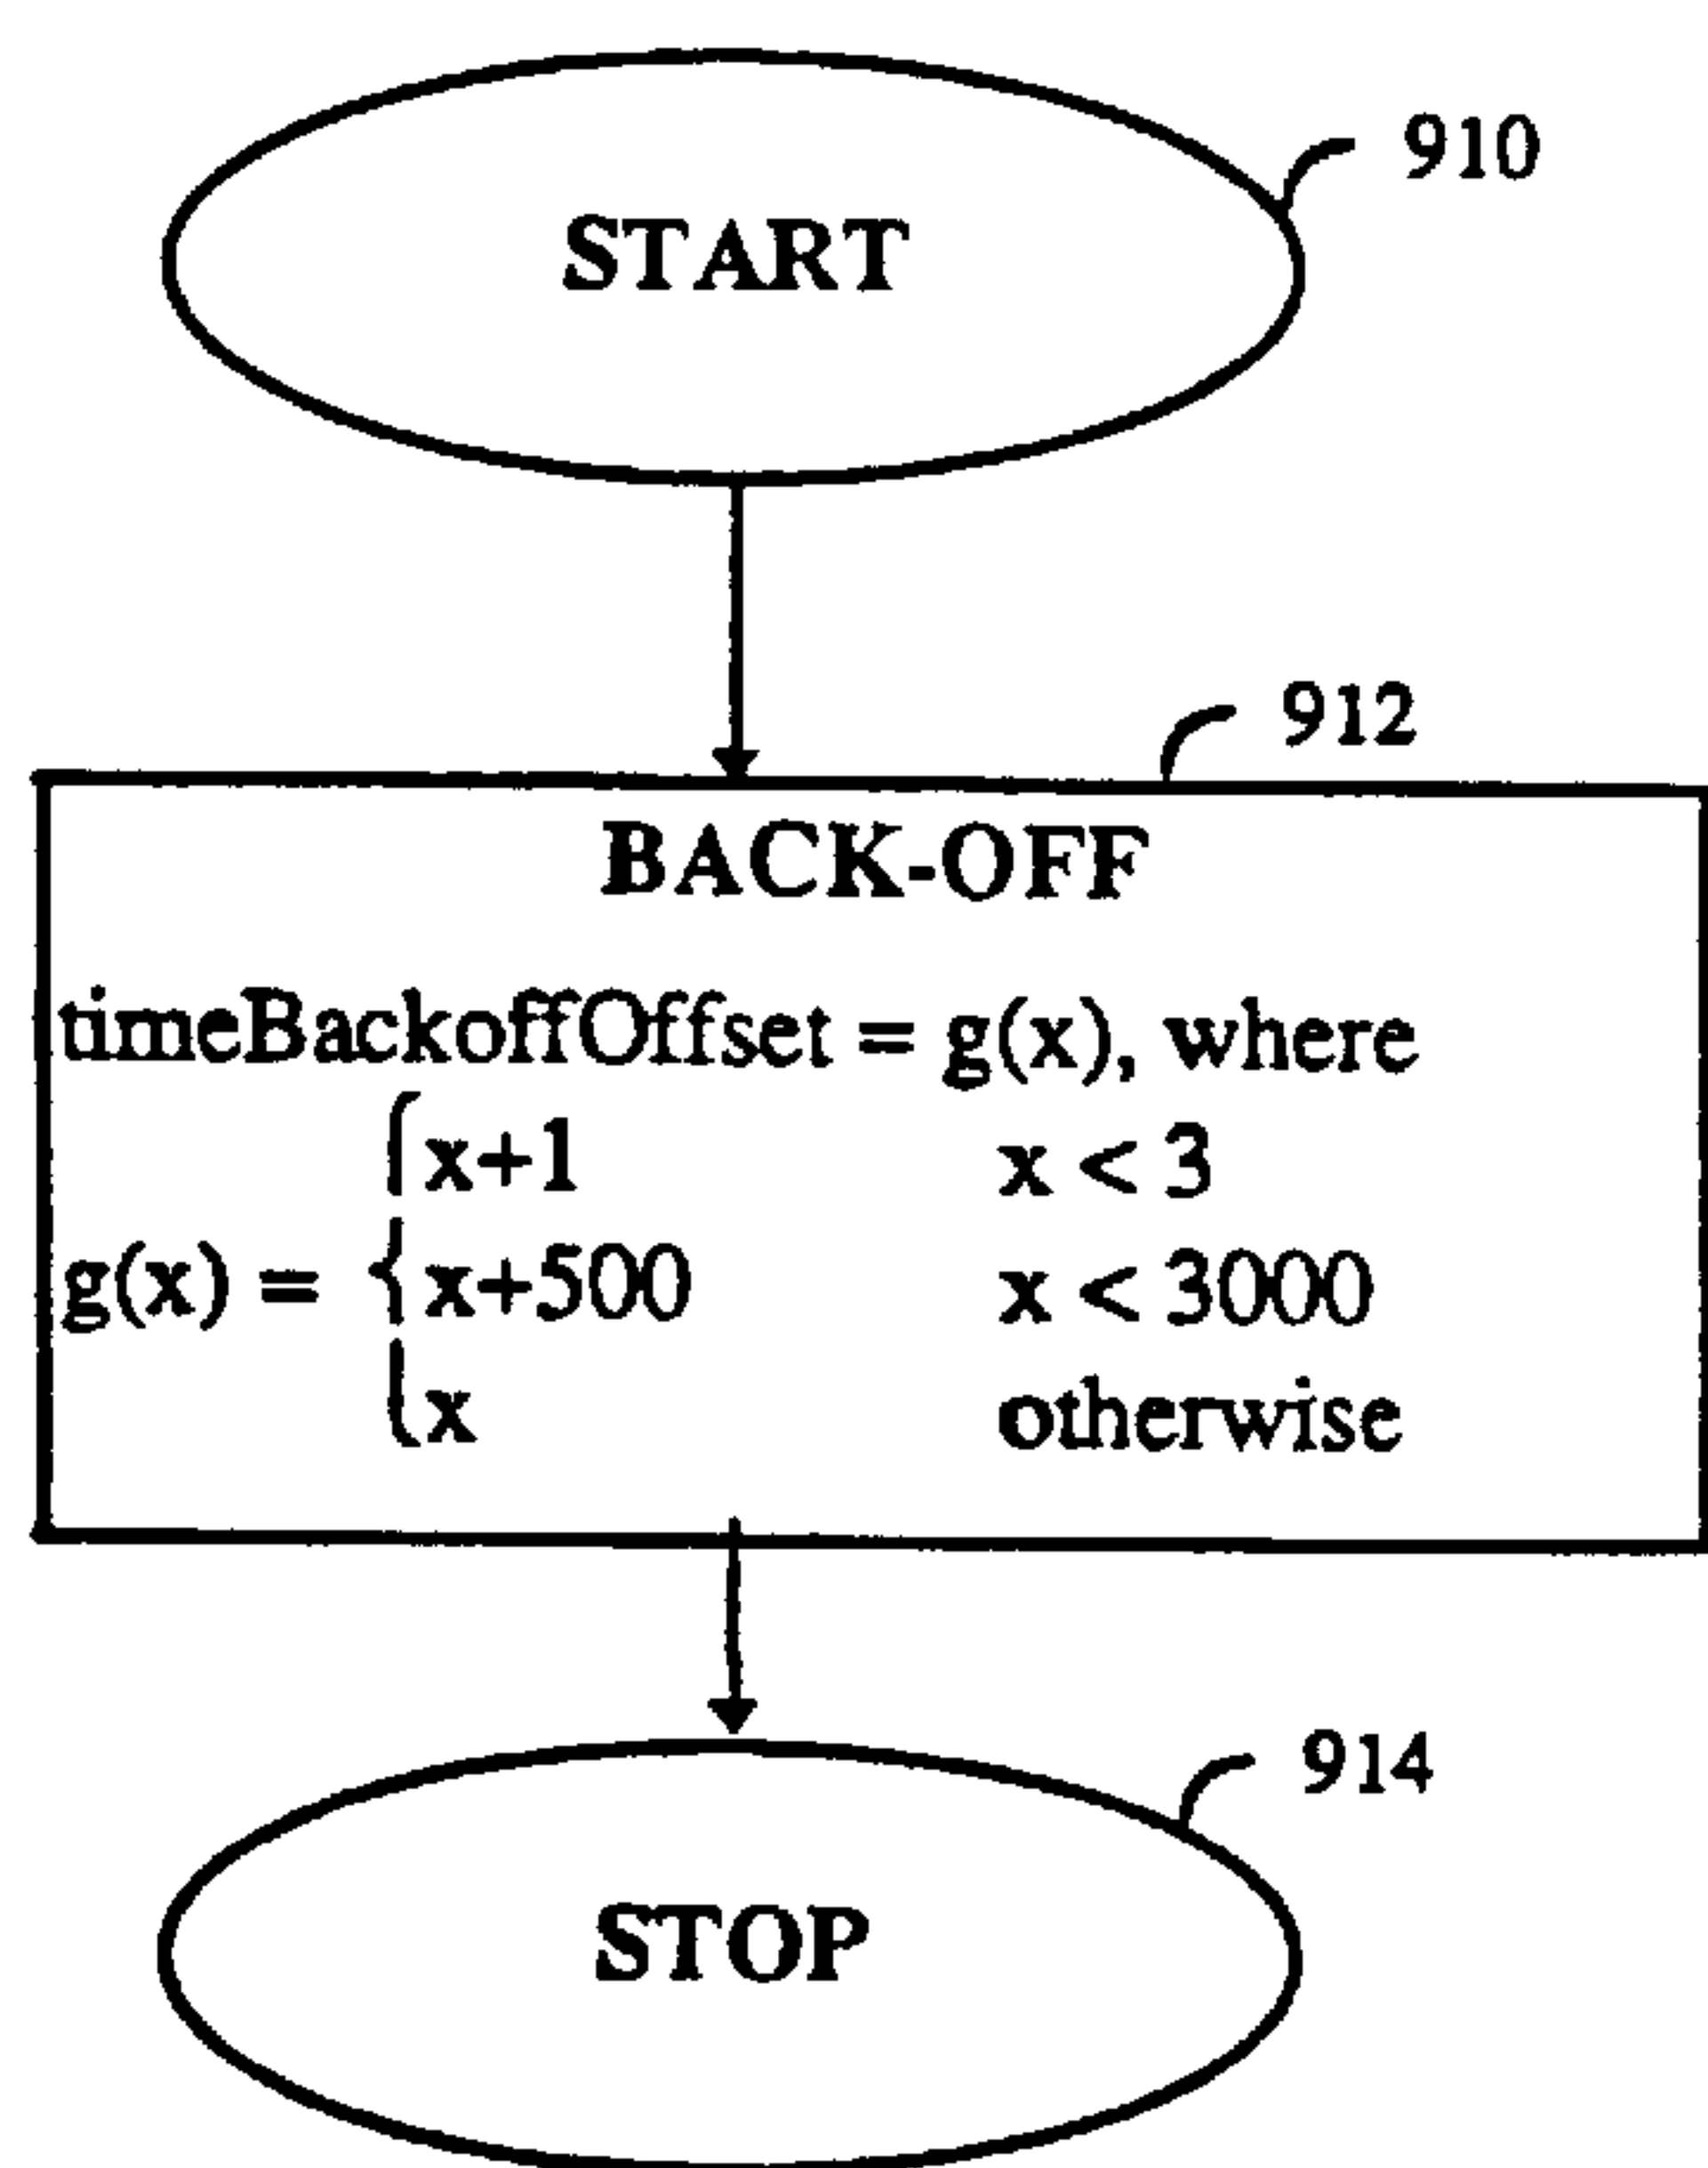 910
START
912
BACK-OFF
timeBackoffOffset = g(x), where
x+1 x < 3
g(x) = { x+500 x < 3000
x otherwise
914
STOP